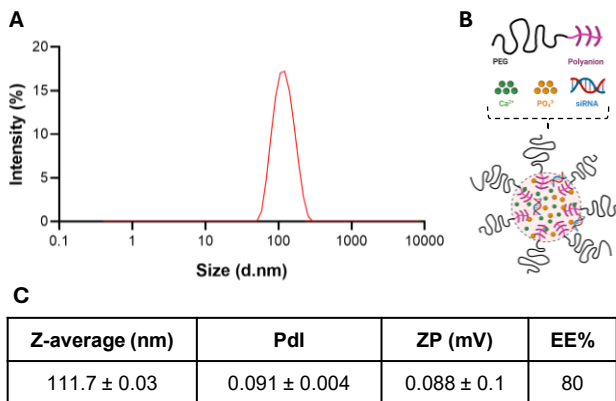 A
Intensity (%)
20
15
10
5
0
0.1 1 10 100 1000 10000
Size (d.nm)
B
PEG Polyanion
Ca²⁺ PO₄³⁻ siRNA
C
Z-average (nm) PdI ZP (mV) EE%
111.7 ± 0.03 0.091 ± 0.004 0.088 ± 0.1 80